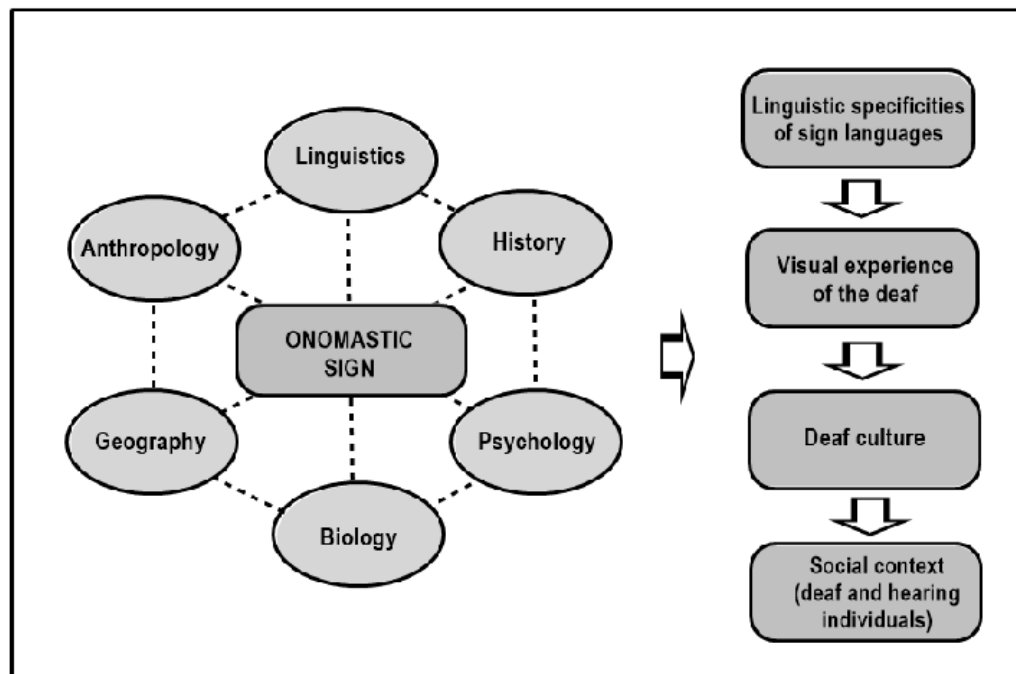 Linguistics
Anthropology
History
ONOMASTIC
SIGN
Geography
Psychology
Biology
Linguistic specificities
of sign languages
Visual experience
of the deaf
Deaf culture
Social context
(deaf and hearing
individuals)